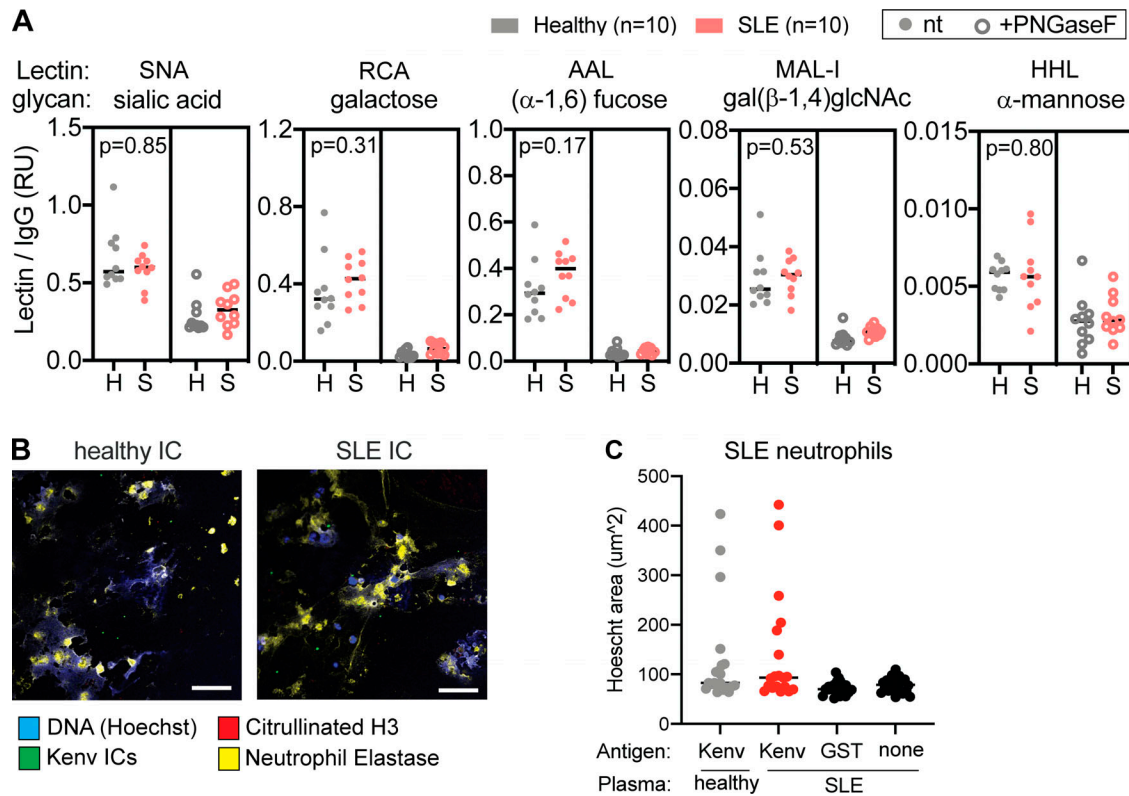 A
Healthy (n=10) SLE (n=10) nt +PNGaseF
Lectin: SNA RCA AAL MAL-I HHL
glycan: sialic acid galactose (α-1,6) fucose gal(β-1,4)glcNAc α-mannose
Lectin / IgG (RU)
1.5
1.0
0.5
0.0
p=0.85
H S H S
1.2
0.8
0.4
0.0
p=0.31
H S H S
1.0
0.8
0.6
0.4
0.2
0.0
p=0.17
H S H S
0.08
0.06
0.04
0.02
0.00
p=0.53
H S H S
0.015
0.010
0.005
0.000
p=0.80
H S H S
B
healthy IC SLE IC
DNA (Hoechst) Citrullinated H3
Kenv ICs Neutrophil Elastase
C
SLE neutrophils
Hoescht area (um^2)
500
400
300
200
100
0
Antigen: Kenv Kenv GST none
Plasma: healthy SLE